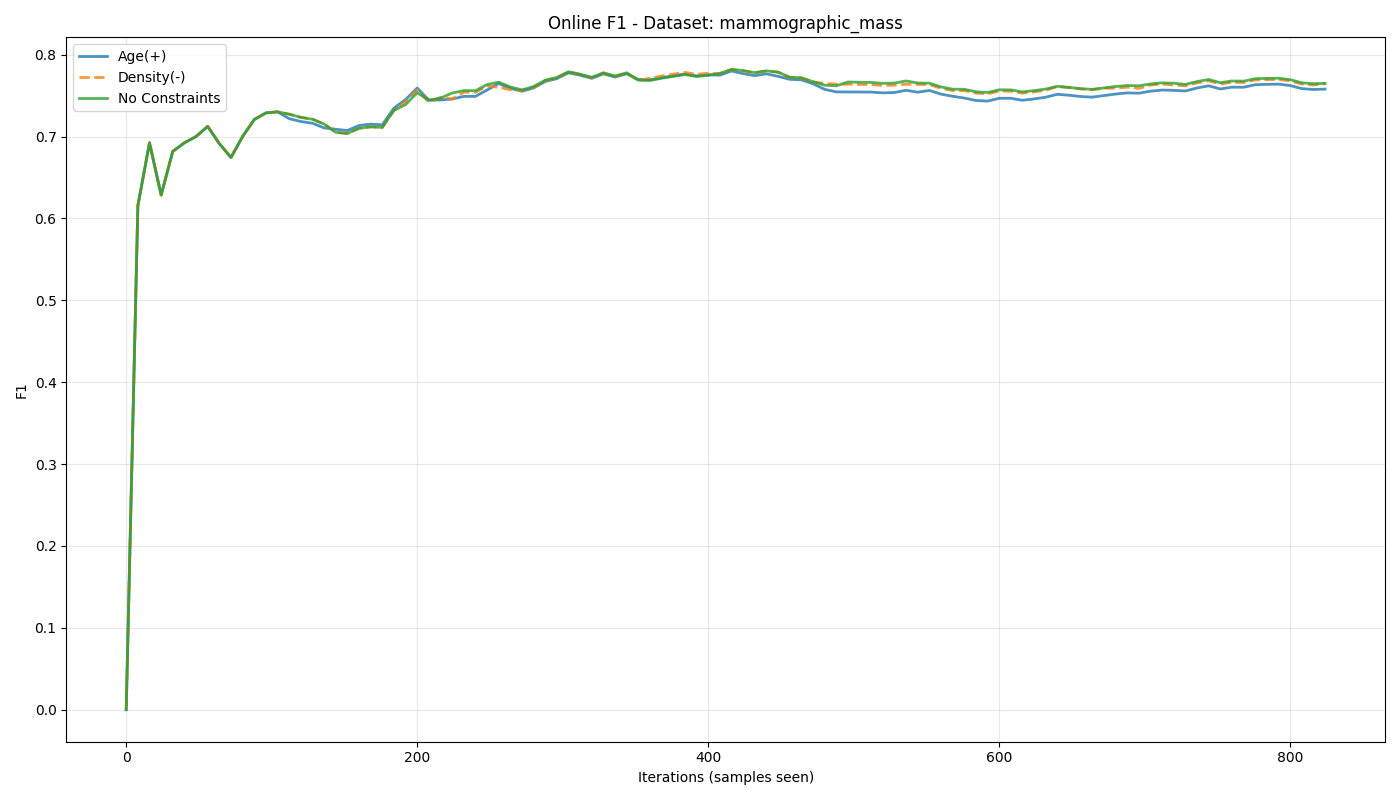 Online F1 - Dataset: mammographic_mass
Age(+)
Density(-)
No Constraints
F1
0.8
0.7
0.6
0.5
0.4
0.3
0.2
0.1
0.0
0 200 400 600 800
Iterations (samples seen)